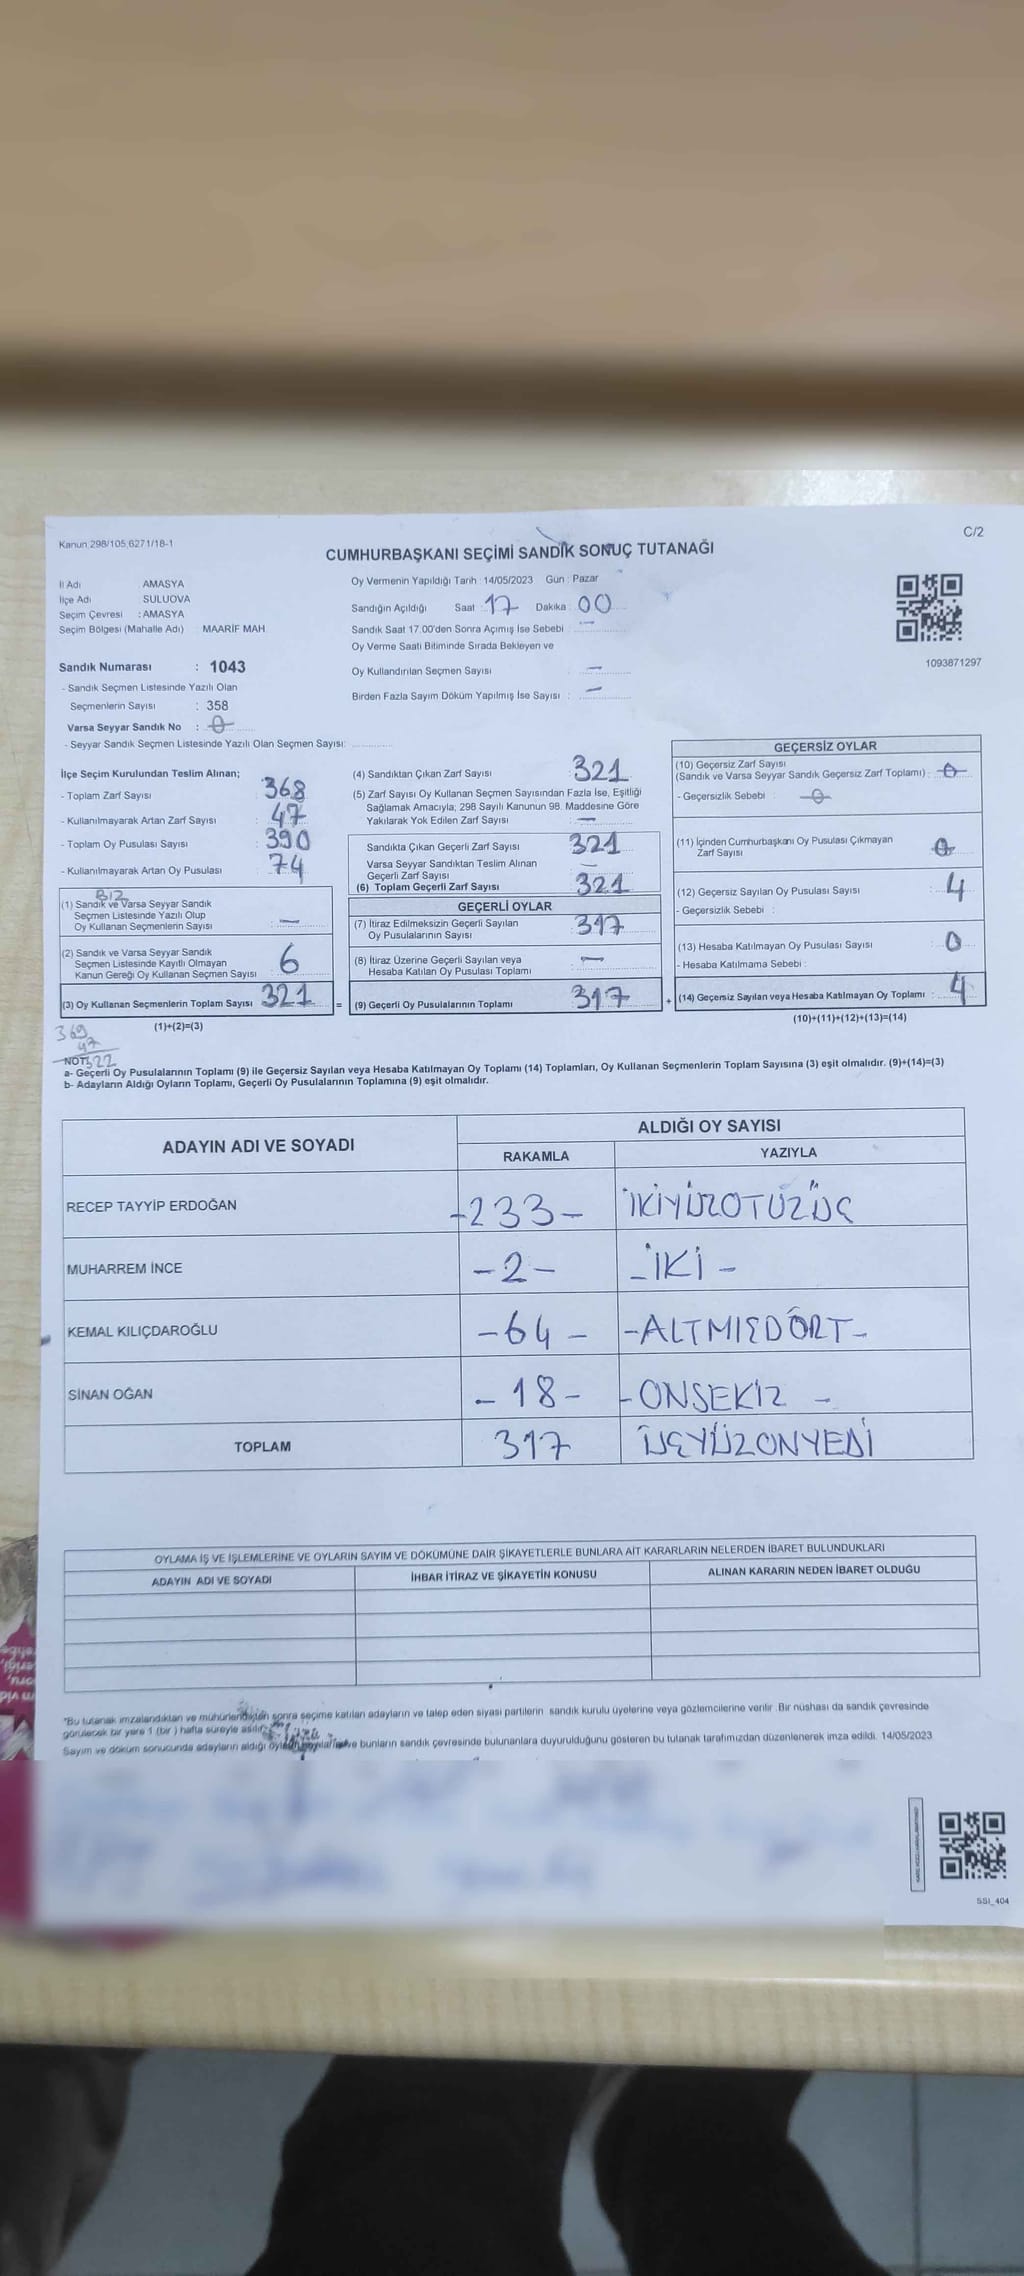 Kanun:298/105,6271/18-1
C/2
CUMHURBAŞKANI SEÇİMİ SANDIK SONUÇ TUTANAĞI
İl Adı AMASYA
İlçe Adı SULUOVA
Seçim Çevresi : AMASYA
Seçim Bölgesi (Mahalle Adı) MAARİF MAH.
Oy Vermenin Yapıldığı Tarih : 14/05/2023 Gün : Pazar
Sandığın Açıldığı Saat : 17 Dakika : 00
Sandık Saat 17.00'den Sonra Açılmış İse Sebebi : —
Oy Verme Saati Bitiminde Sırada Bekleyen ve
Oy Kullandırılan Seçmen Sayısı —
Birden Fazla Sayım Döküm Yapılmış İse Sayısı : —
1093871297
Sandık Numarası : 1043
- Sandık Seçmen Listesinde Yazılı Olan
Seçmenlerin Sayısı : 358
Varsa Seyyar Sandık No : 0
- Seyyar Sandık Seçmen Listesinde Yazılı Olan Seçmen Sayısı:
İlçe Seçim Kurulundan Teslim Alınan;
- Toplam Zarf Sayısı : 368
- Kullanılmayarak Artan Zarf Sayısı : 47
- Toplam Oy Pusulası Sayısı : 390
- Kullanılmayarak Artan Oy Pusulası : 74
(1) Sandık ve Varsa Seyyar Sandık
Seçmen Listesinde Yazılı Olup
Oy Kullanan Seçmenlerin Sayısı : —
(2) Sandık ve Varsa Seyyar Sandık
Seçmen Listesinde Kayıtlı Olmayan
Kanun Gereği Oy Kullanan Seçmen Sayısı 6
(3) Oy Kullanan Seçmenlerin Toplam Sayısı 321
(1)+(2)=(3)
(4) Sandıktan Çıkan Zarf Sayısı : 321
(5) Zarf Sayısı Oy Kullanan Seçmen Sayısından Fazla İse, Eşitliği
Sağlamak Amacıyla; 298 Sayılı Kanunun 98. Maddesine Göre
Yakılarak Yok Edilen Zarf Sayısı : —
Sandıkta Çıkan Geçerli Zarf Sayısı 321
Varsa Seyyar Sandıktan Teslim Alınan
Geçerli Zarf Sayısı —
(6) Toplam Geçerli Zarf Sayısı 321
GEÇERLİ OYLAR
(7) İtiraz Edilmeksizin Geçerli Sayılan
Oy Pusulalarının Sayısı : 317
(8) İtiraz Üzerine Geçerli Sayılan veya
Hesaba Katılan Oy Pusulası Toplamı : —
= (9) Geçerli Oy Pusulalarının Toplamı 317
GEÇERSİZ OYLAR
(10) Geçersiz Zarf Sayısı
(Sandık ve Varsa Seyyar Sandık Geçersiz Zarf Toplamı) : 0
- Geçersizlik Sebebi : 0
(11) İçinden Cumhurbaşkanı Oy Pusulası Çıkmayan
Zarf Sayısı 0
(12) Geçersiz Sayılan Oy Pusulası Sayısı : 4
- Geçersizlik Sebebi :
(13) Hesaba Katılmayan Oy Pusulası Sayısı : 0
- Hesaba Katılmama Sebebi :
+ (14) Geçersiz Sayılan veya Hesaba Katılmayan Oy Toplamı : 4
(10)+(11)+(12)+(13)=(14)
369
47
322
NOT:
a- Geçerli Oy Pusulalarının Toplamı (9) ile Geçersiz Sayılan veya Hesaba Katılmayan Oy Toplamı (14) Toplamları, Oy Kullanan Seçmenlerin Toplam Sayısına (3) eşit olmalıdır. (9)+(14)=(3)
b- Adayların Aldığı Oyların Toplamı, Geçerli Oy Pusulalarının Toplamına (9) eşit olmalıdır.
ADAYIN ADI VE SOYADI
ALDIĞI OY SAYISI
RAKAMLA YAZIYLA
RECEP TAYYİP ERDOĞAN -233- İKİYÜZOTUZÜÇ
MUHARREM İNCE -2- -İKİ-
KEMAL KILIÇDAROĞLU -64- -ALTMIŞDÖRT-
SİNAN OĞAN -18- -ONSEKİZ-
TOPLAM 317 ÜÇYÜZONYEDİ
OYLAMA İŞ VE İŞLEMLERİNE VE OYLARIN SAYIM VE DÖKÜMÜNE DAİR ŞİKAYETLERLE BUNLARA AİT KARARLARIN NELERDEN İBARET BULUNDUKLARI
ADAYIN ADI VE SOYADI İHBAR İTİRAZ VE ŞİKAYETİN KONUSU ALINAN KARARIN NEDEN İBARET OLDUĞU
"Bu tutanak imzalandıktan ve mühürlendikten sonra seçime katılan adayların ve talep eden siyasi partilerin sandık kurulu üyelerine veya gözlemcilerine verilir. Bir nüshası da sandık çevresinde
görülecek bir yere 1 (bir ) hafta süreyle asılır.
Sayım ve döküm sonucunda adayların aldığı ve bunların sandık çevresinde bulunanlara duyurulduğunu gösteren bu tutanak tarafımızdan düzenlenerek imza edildi. 14/05/2023
SSI_404